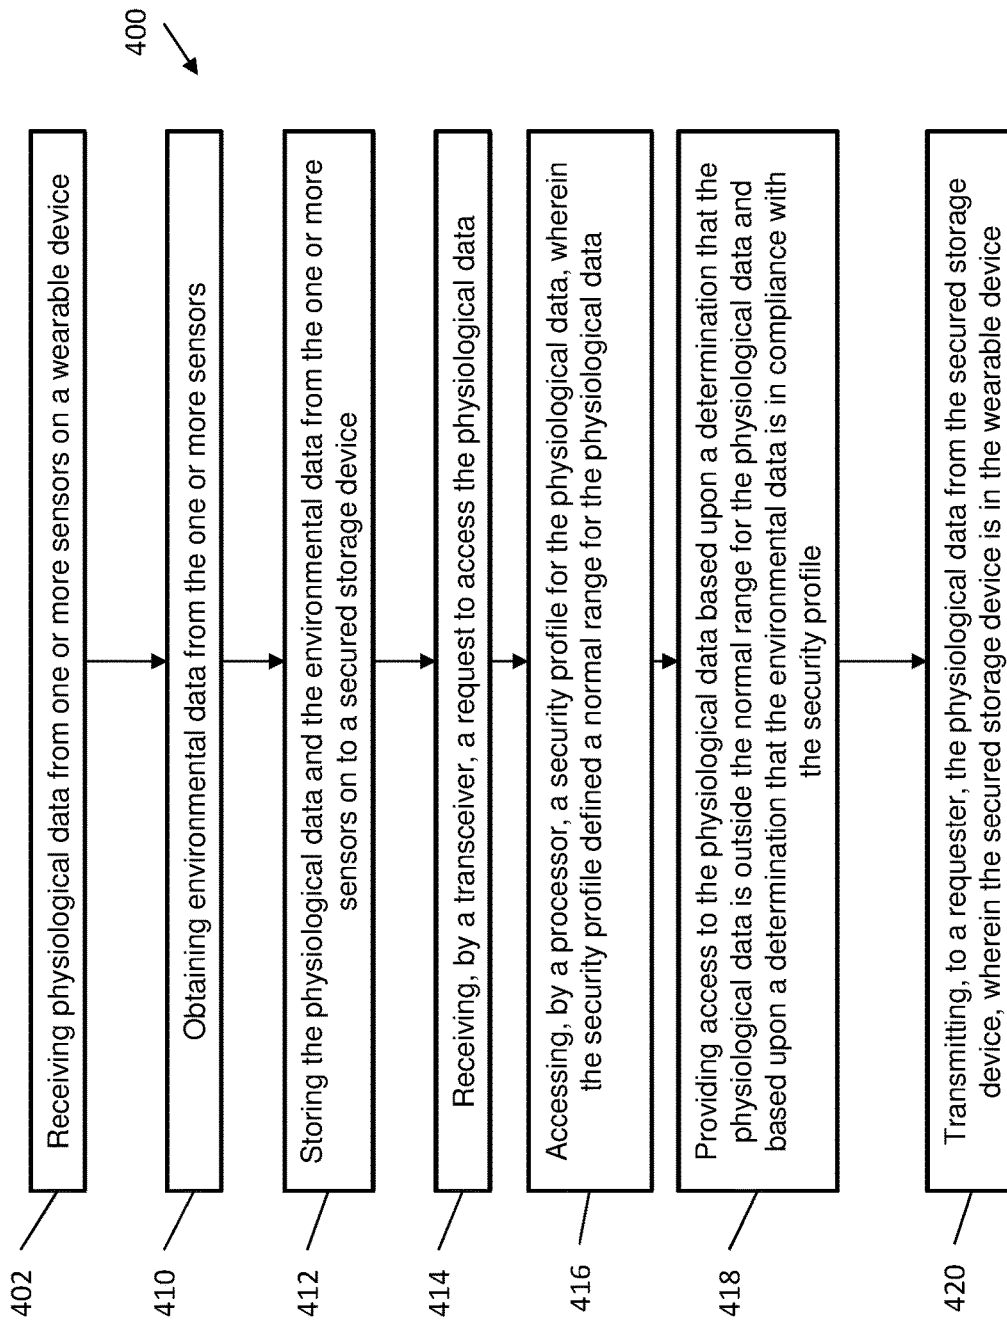 400
402
Receiving physiological data from one or more sensors on a wearable device
410
Obtaining environmental data from the one or more sensors
412
Storing the physiological data and the environmental data from the one or more
sensors on to a secured storage device
414
Receiving, by a transceiver, a request to access the physiological data
416
Accessing, by a processor, a security profile for the physiological data, wherein
the security profile defined a normal range for the physiological data
418
Providing access to the physiological data based upon a determination that the
physiological data is outside the normal range for the physiological data and
based upon a determination that the environmental data is in compliance with
the security profile
420
Transmitting, to a requester, the physiological data from the secured storage
device, wherein the secured storage device is in the wearable device